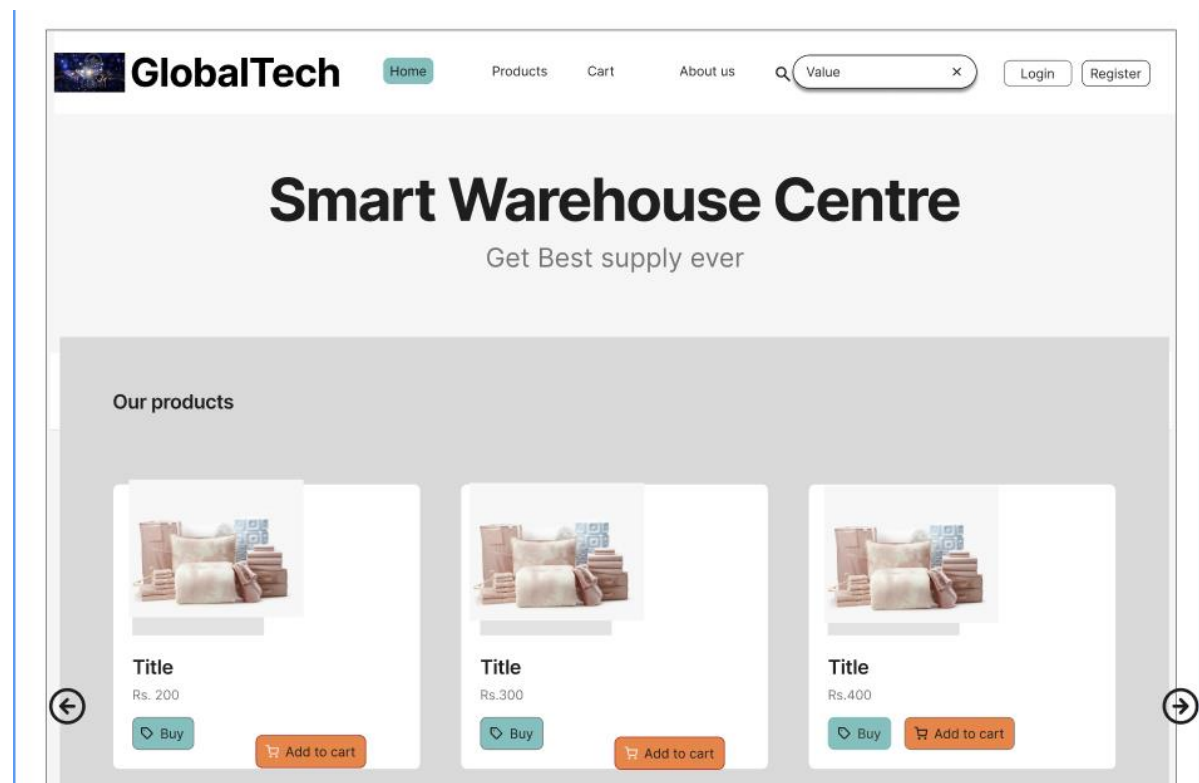 GlobalTech Home Products Cart About us Value × Login Register
Smart Warehouse Centre
Get Best supply ever
Our products
Title Title Title
Rs. 200 Rs.300 Rs.400
Buy Buy Buy Add to cart
Add to cart Add to cart